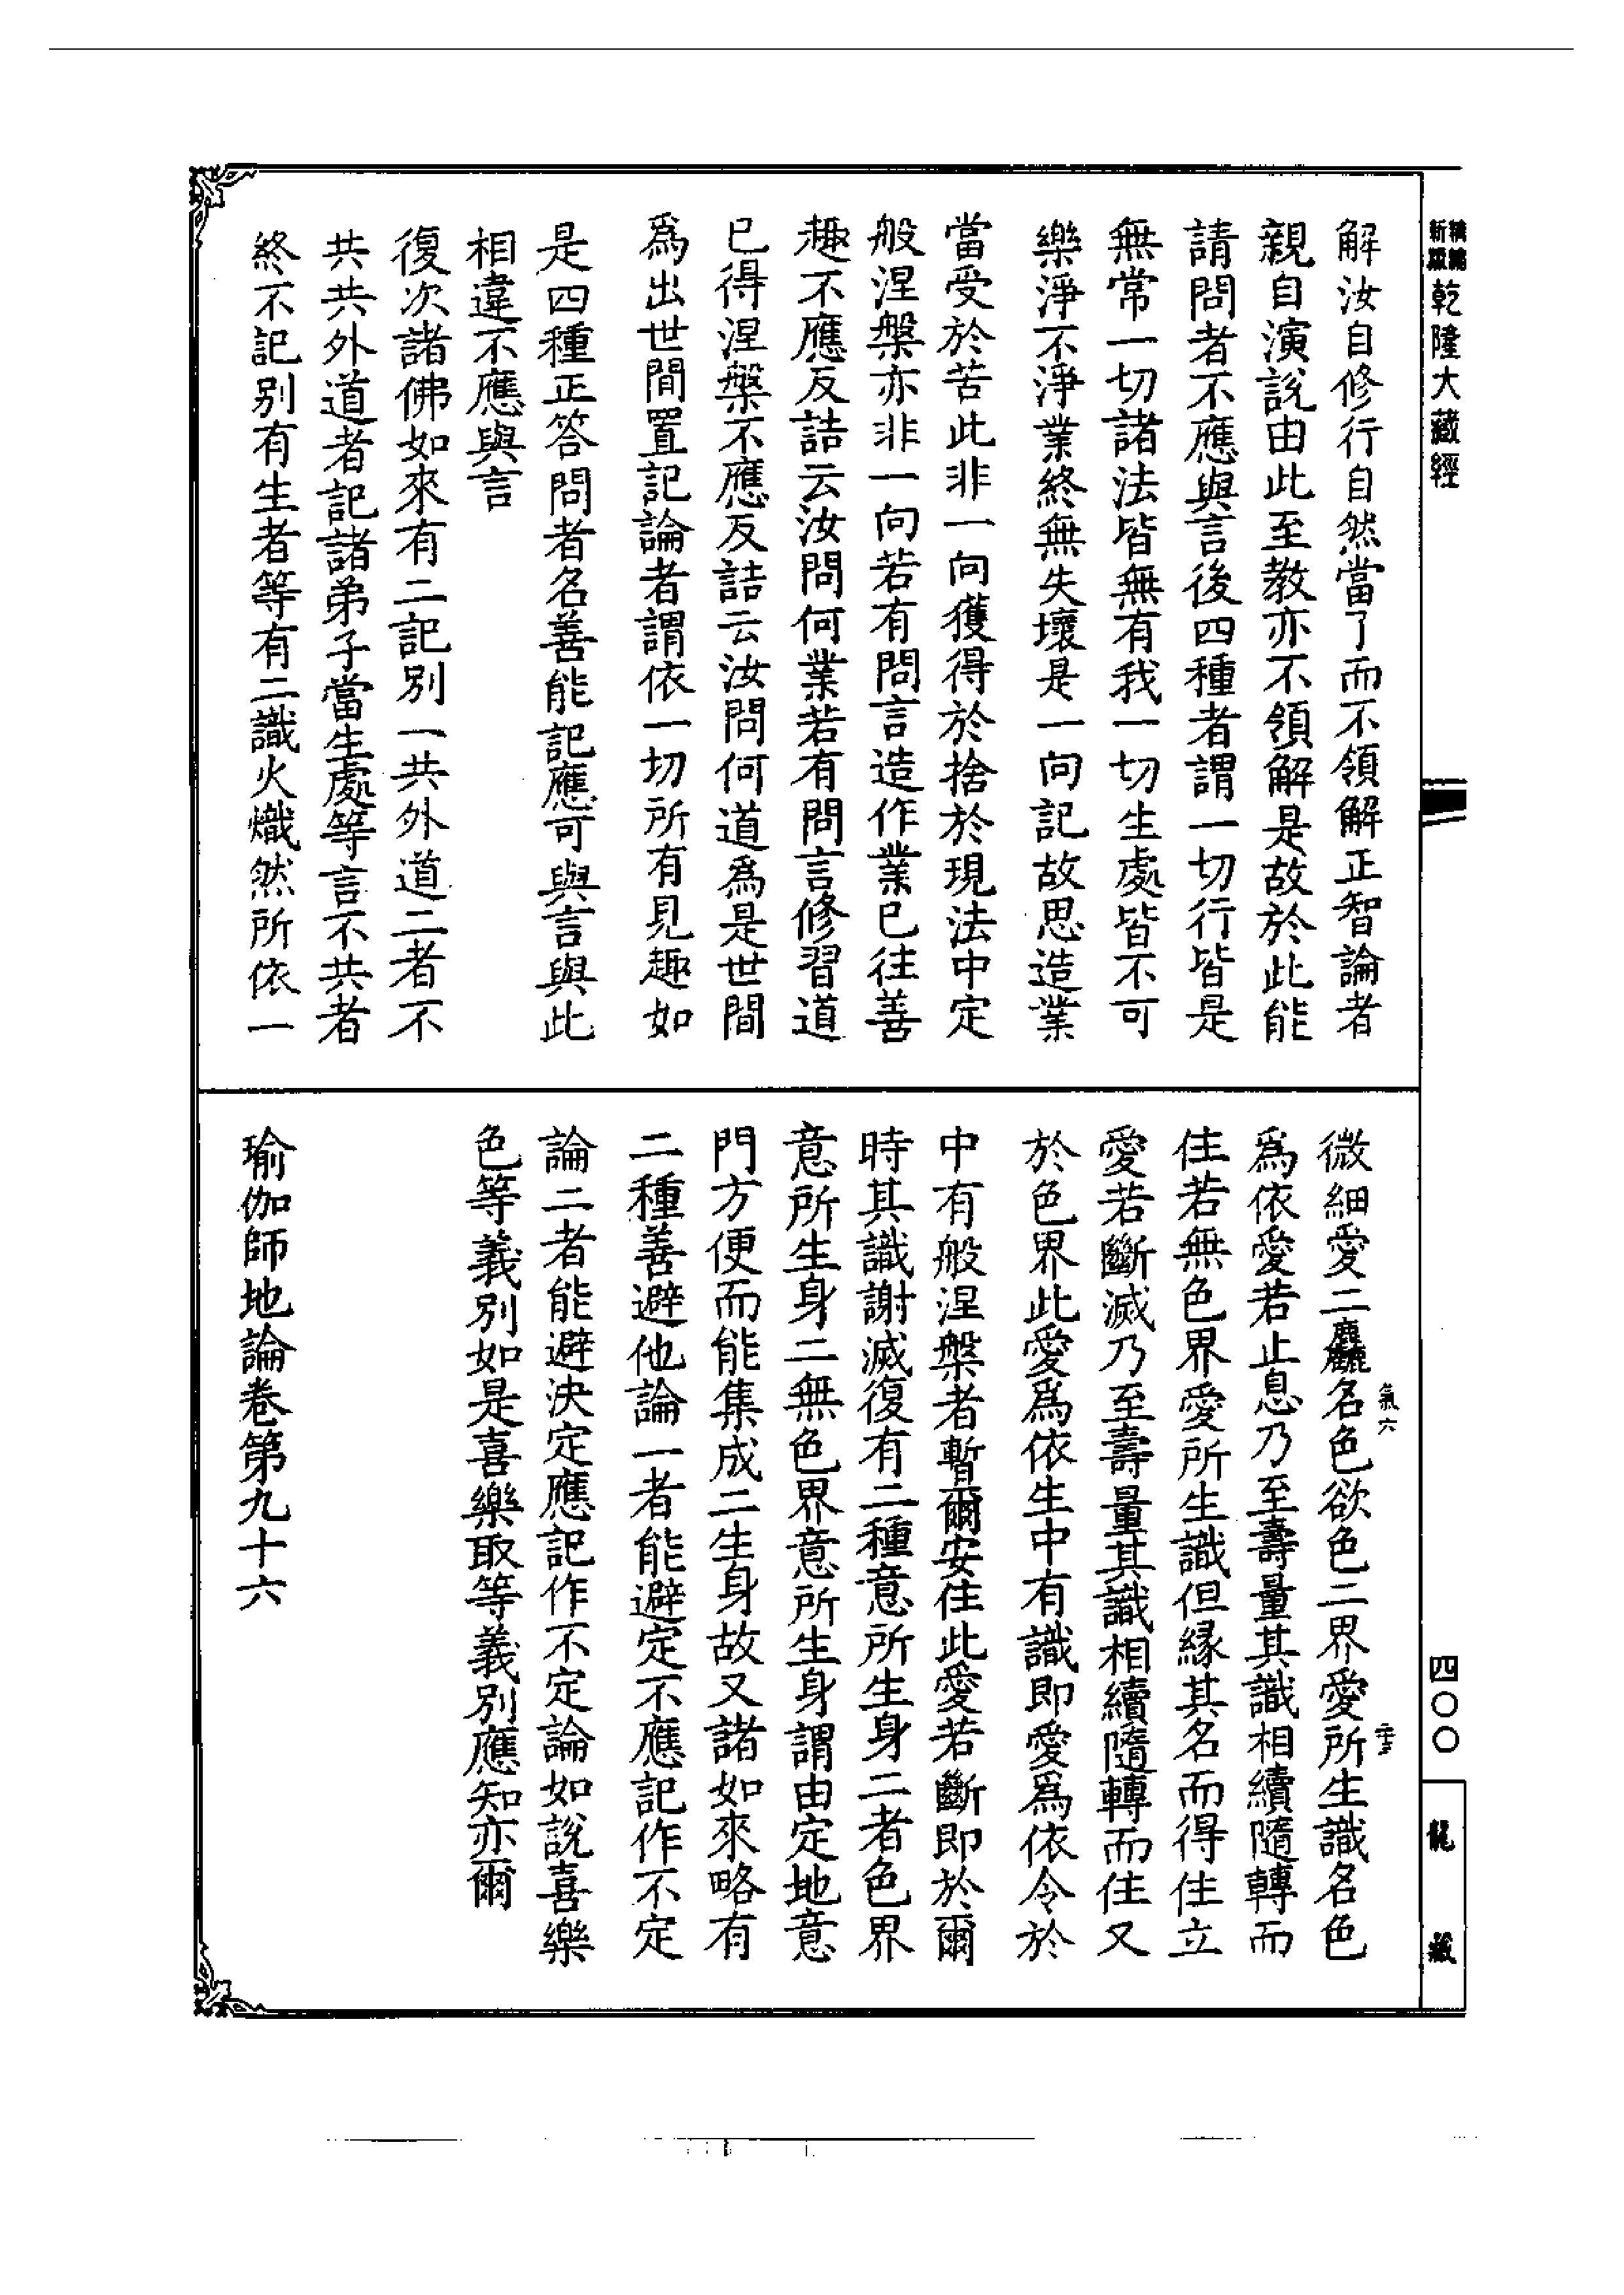 新編縮版乾隆大藏經
解汝自修行自然當了而不領解正智論者
親自演說由此至教亦不領解是故於此能
請問者不應與言後四種者謂一切行皆是
無常一切諸法皆無有我一切生處皆不可
樂淨不淨業終無失壞是一向記故思造業
當受於苦此非一向獲得於捨於現法中定
般涅槃亦非一向若有問言造作業已往善
趣不應反詰云汝問何業若有問言修習道
已得涅槃不應反詰云汝問何道為是世間
為出世間置記論者謂依一切所有見趣如
是四種正答問者名善能記應可與言與此
相違不應與言
復次諸佛如來有二記別一共外道二者不
共共外道者記諸弟子當生處等言不共者
終不記別有生者等有二識火熾然所依一
微細愛二麤名色欲色二界愛所生識名色
為依愛若止息乃至壽量其識相續隨轉而
住若無色界愛所生識但緣其名而得住立
愛若斷滅乃至壽量其識相續隨轉而住又
於色界此愛為依生中有識即愛為依令於
中有般涅槃者暫爾安住此愛若斷即於爾
時其識謝滅復有二種意所生身二者色界
意所生身二無色界意所生身謂由定地意
門方便而能集成二生身故又諸如來略有
二種善避他論一者能避定不應記作不定
論二者能避決定應記作不定論如說喜樂
色等義別如是喜樂取等義別應知亦爾
瑜伽師地論卷第九十六
氣六
四〇〇
龍藏